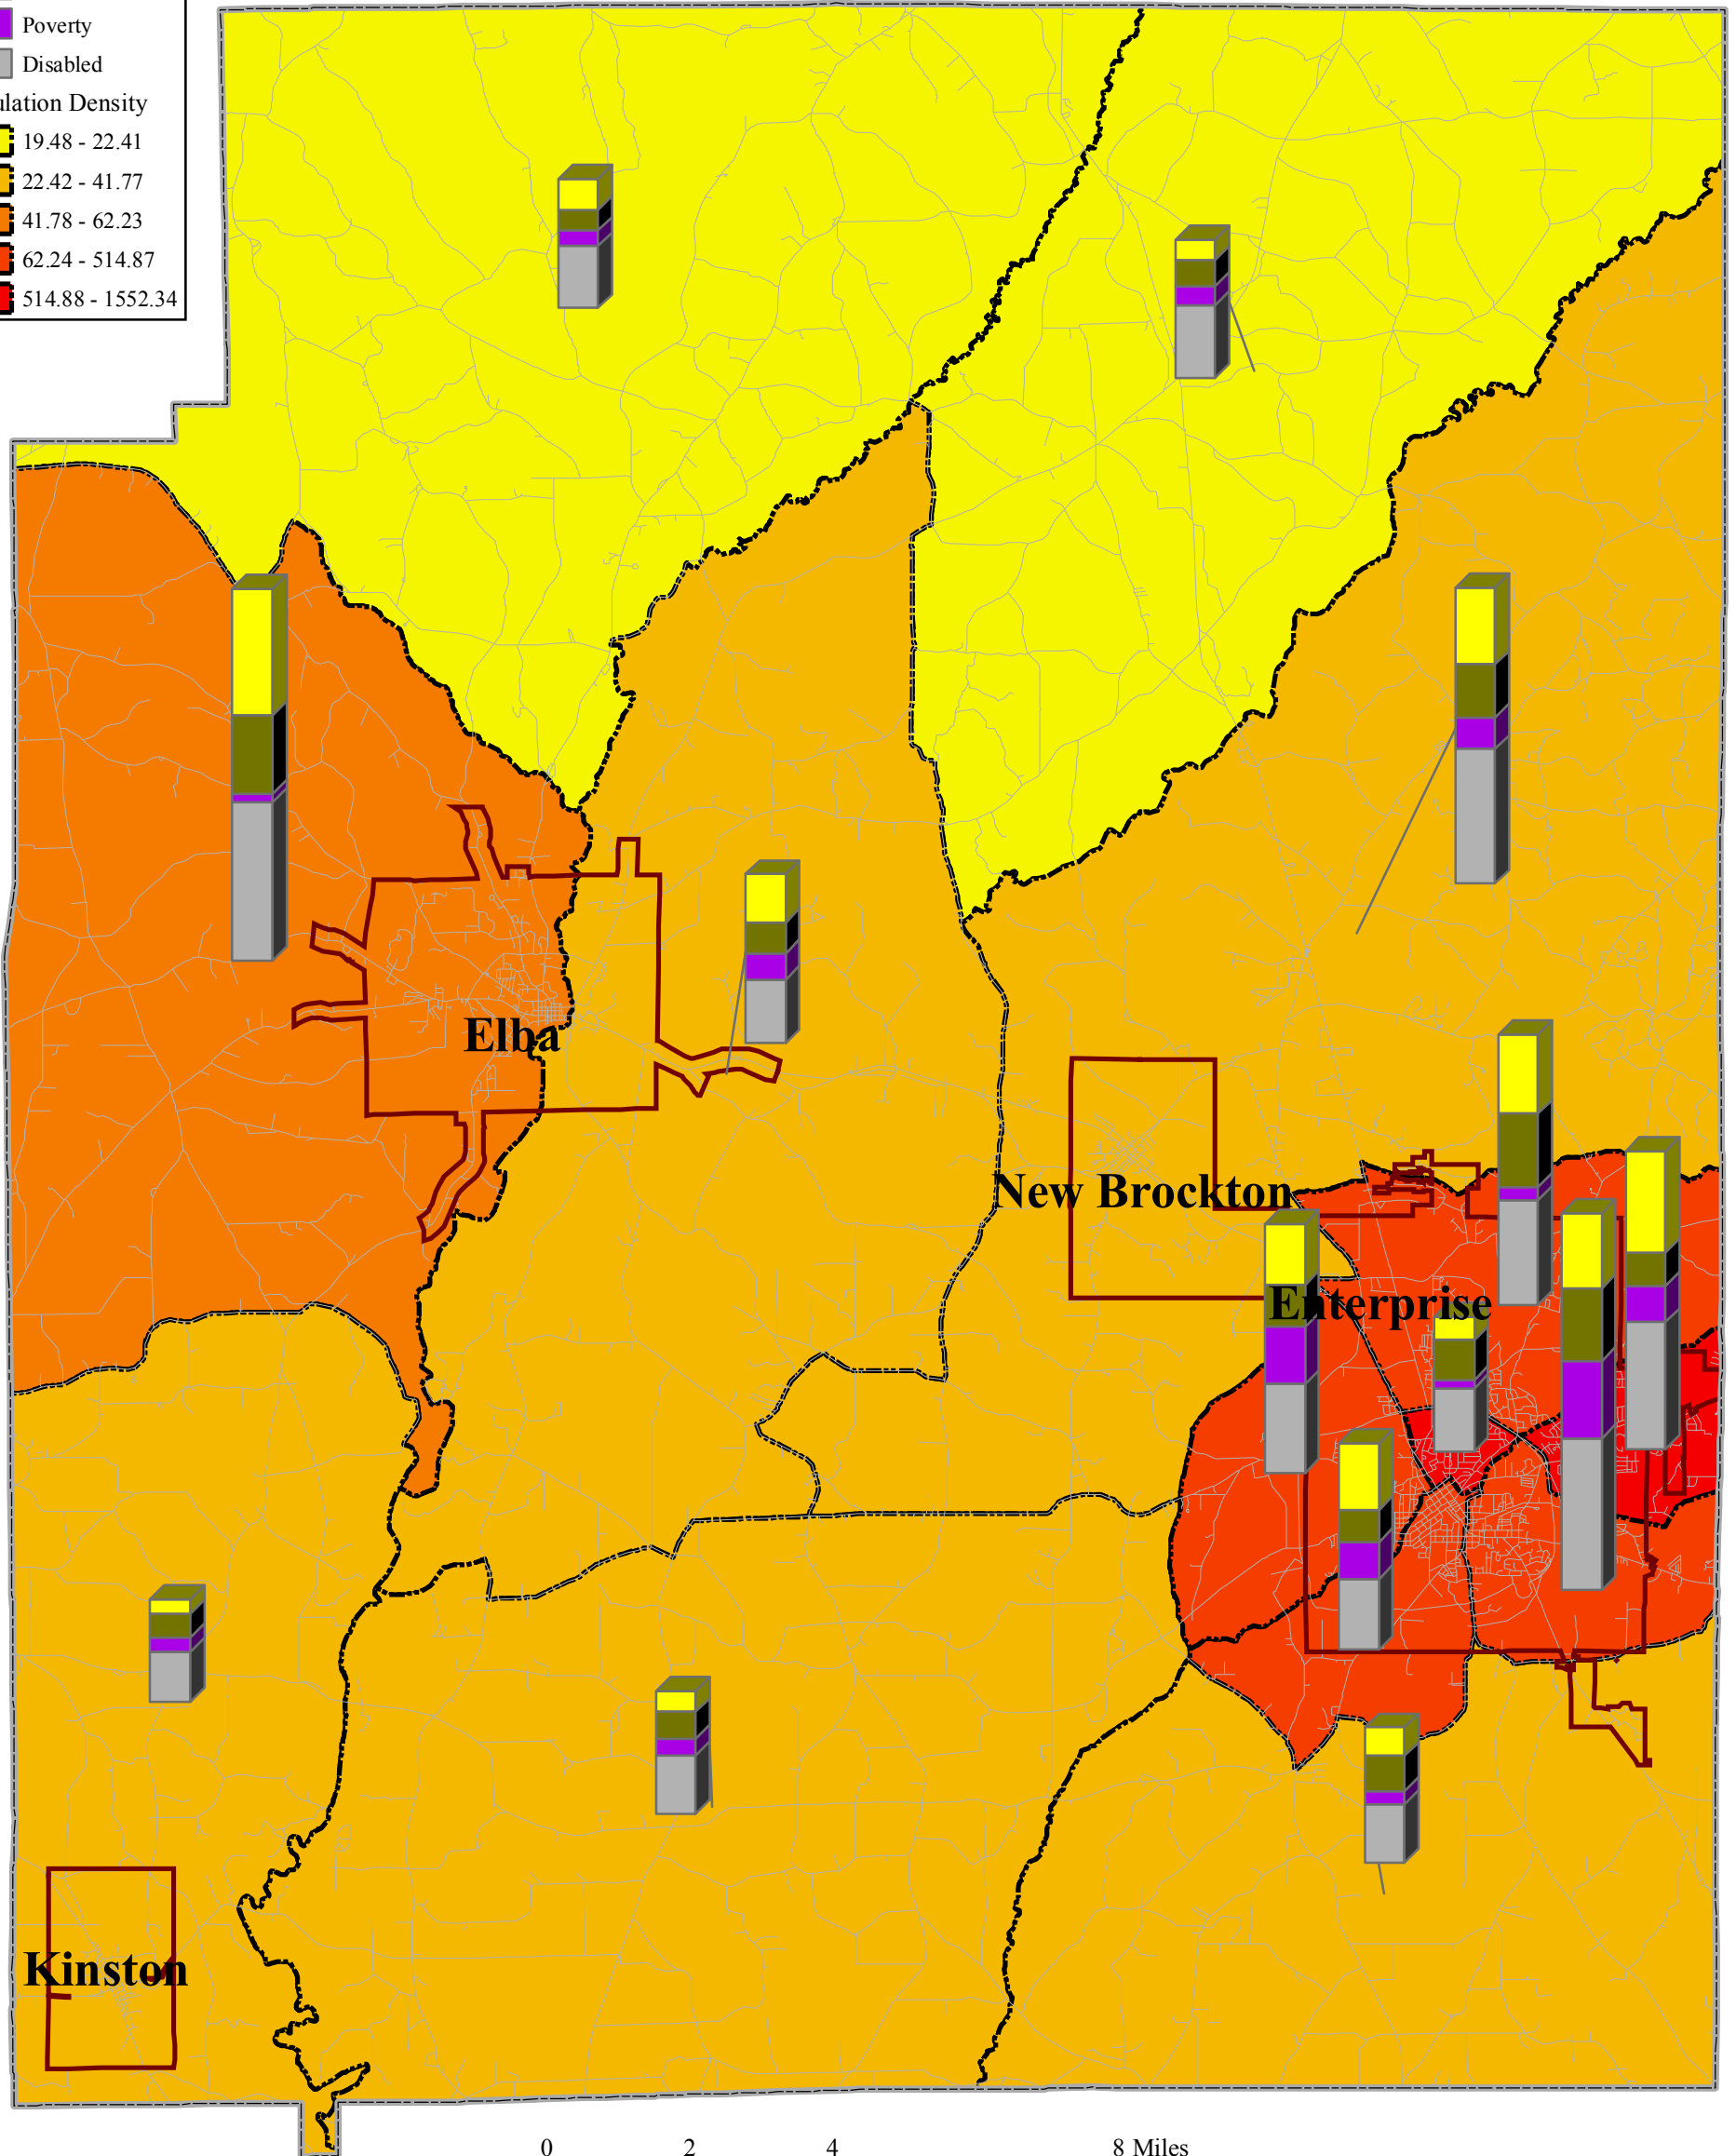 Poverty
Disabled
ulation Density
19.48 - 22.41
22.42 - 41.77
41.78 - 62.23
62.24 - 514.87
514.88 - 1552.34
Elba
New Brockton
Enterprise
Kinston
0 2 4 8 Miles